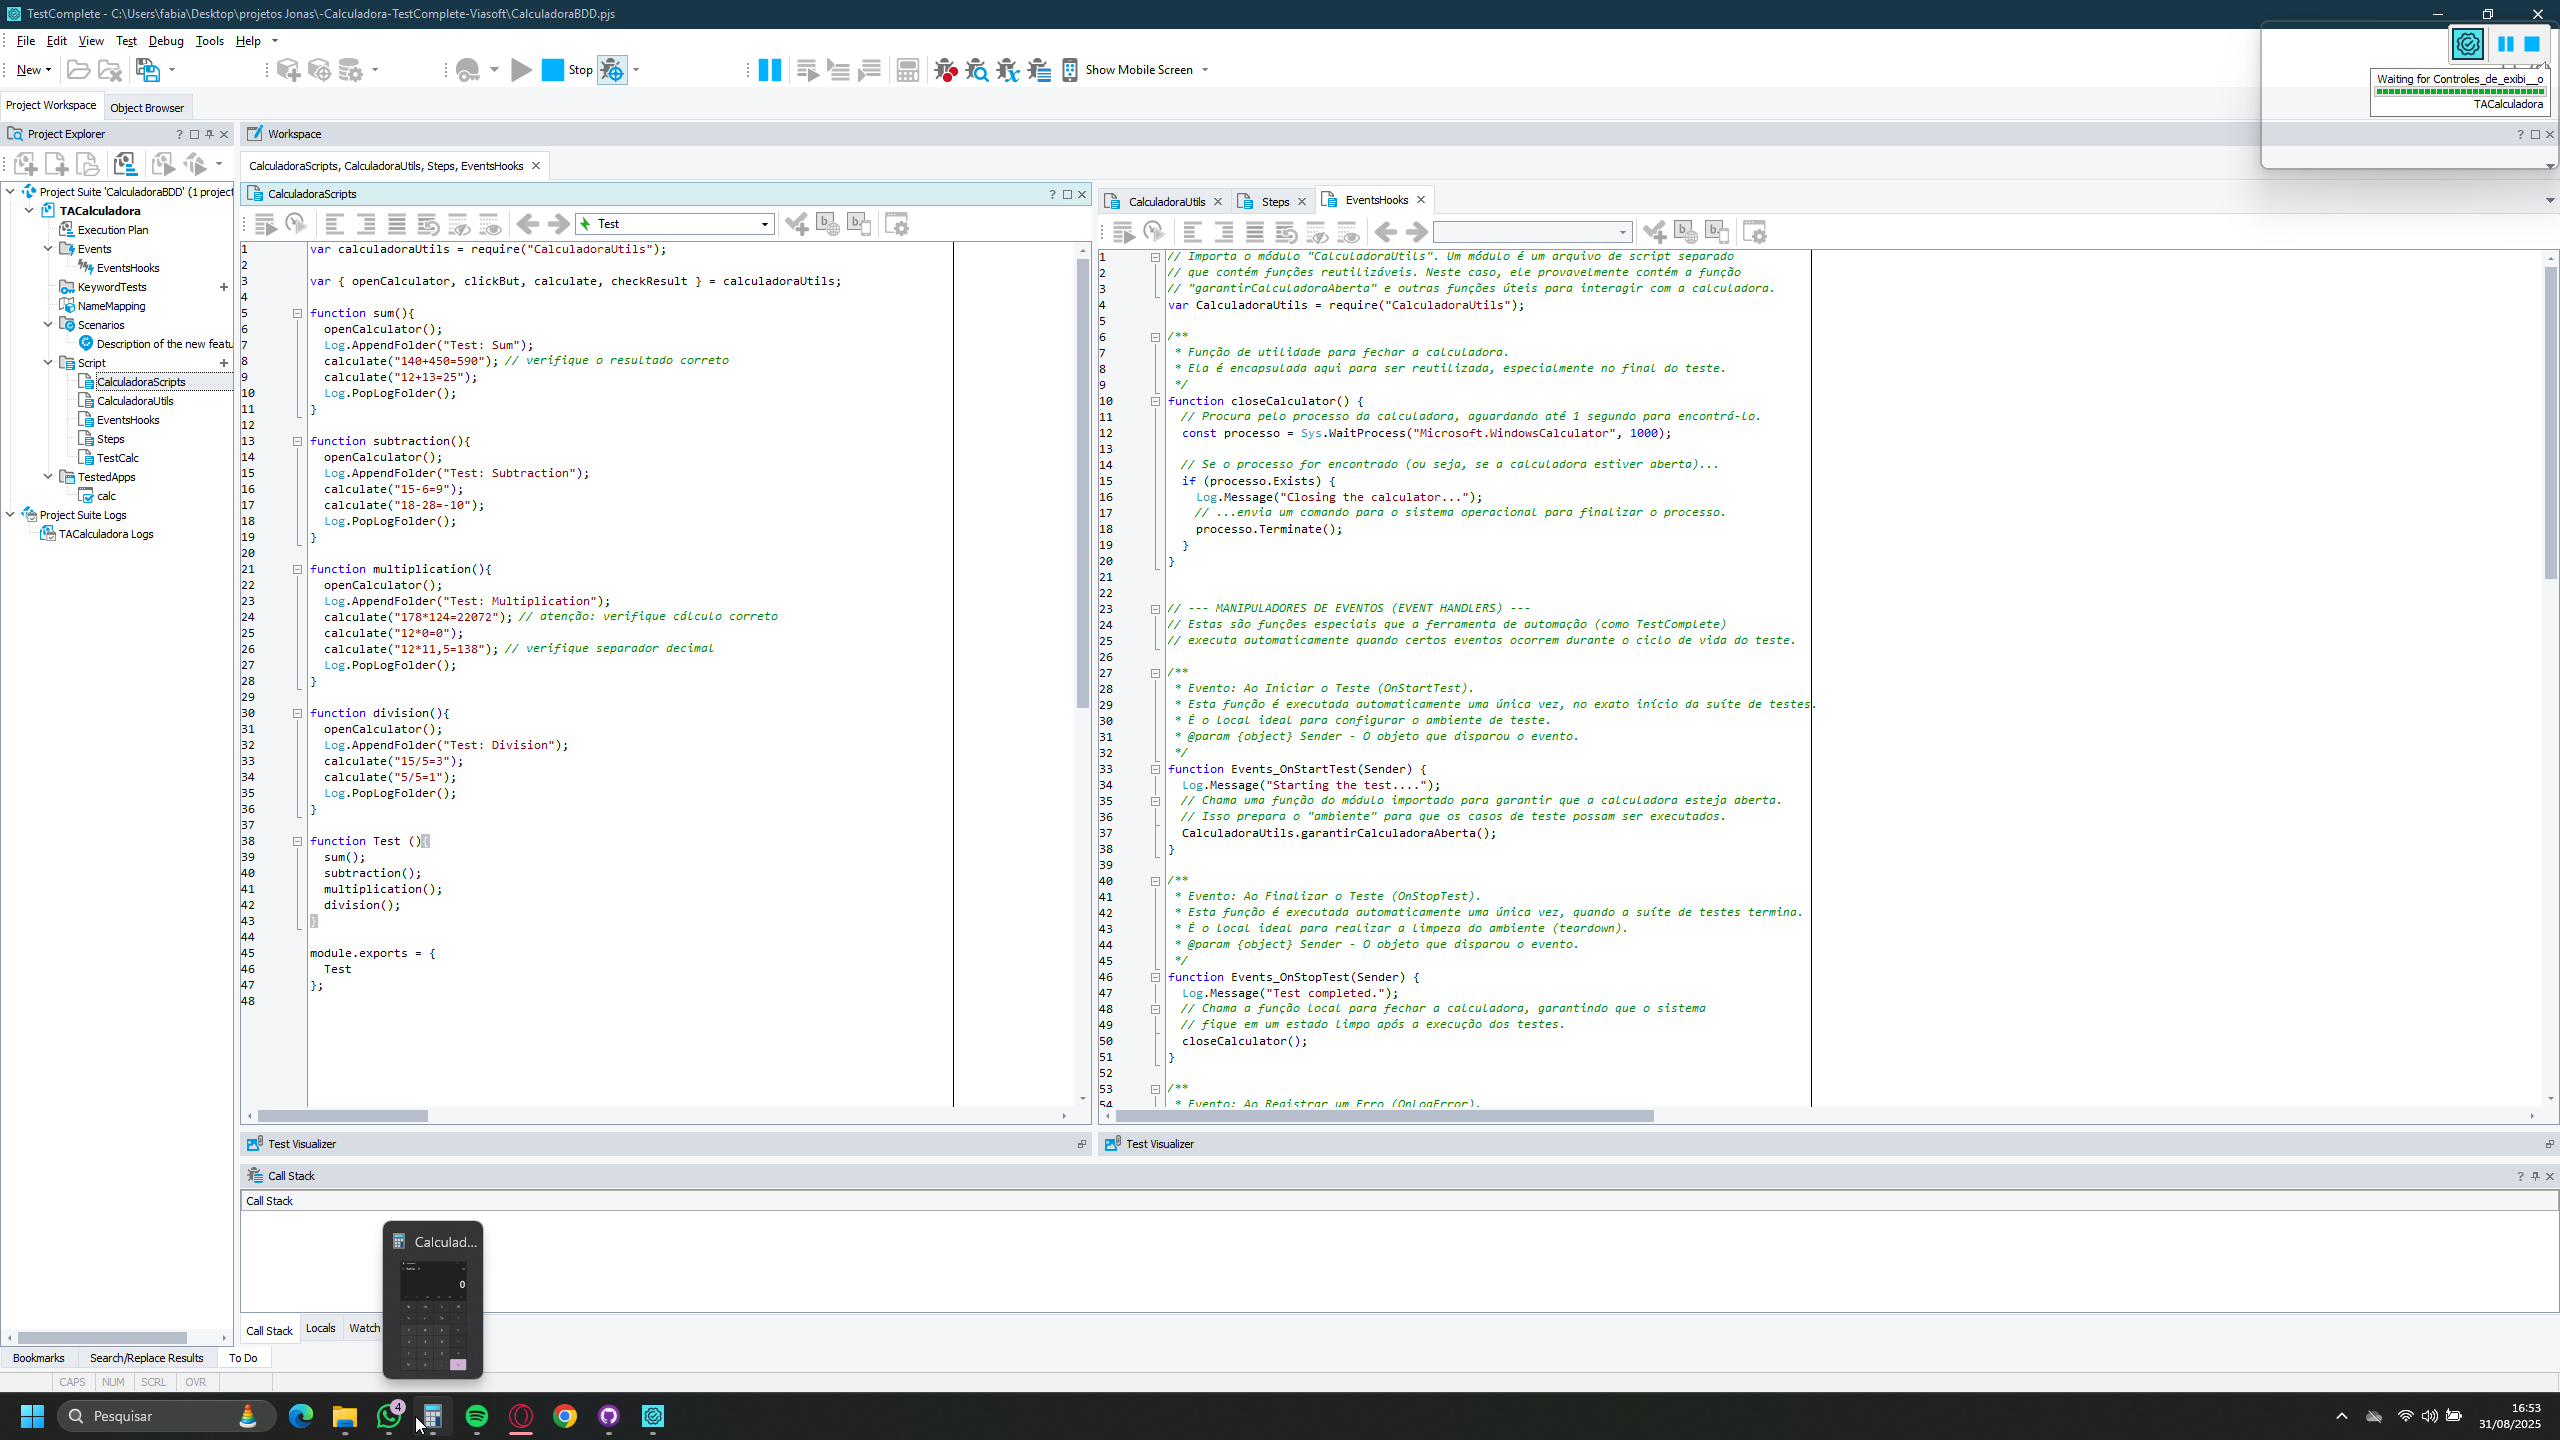 TestComplete - C:\Users\fabia\Desktop\projetos Jonas\-Calculadora-TestComplete-Viasoft\CalculadoraBDD.pjs
File Edit View Test Debug Tools Help
New
Stop
Show Mobile Screen
Waiting for Controles_de_exibi__o
TACalculadora
Project Workspace
Object Browser
Project Explorer
Project Suite 'CalculadoraBDD' (1 project
TACalculadora
Execution Plan
Events
EventsHooks
KeywordTests
NameMapping
Scenarios
Description of the new featu
Script
CalculadoraScripts
CalculadoraUtils
EventsHooks
Steps
TestCalc
TestedApps
calc
Project Suite Logs
TACalculadora Logs
Workspace
CalculadoraScripts, CalculadoraUtils, Steps, EventsHooks
CalculadoraScripts
Test
1 var calculadoraUtils = require("CalculadoraUtils");
2
3 var { openCalculator, clickBut, calculate, checkResult } = calculadoraUtils;
4
5 function sum(){
6 openCalculator();
7 Log.AppendFolder("Test: Sum");
8 calculate("140+450=590"); // verifique o resultado correto
9 calculate("12+13=25");
10 Log.PopLogFolder();
11 }
12
13 function subtraction(){
14 openCalculator();
15 Log.AppendFolder("Test: Subtraction");
16 calculate("15-6=9");
17 calculate("18-28=-10");
18 Log.PopLogFolder();
19 }
20
21 function multiplication(){
22 openCalculator();
23 Log.AppendFolder("Test: Multiplication");
24 calculate("178*124=22072"); // atenção: verifique cálculo correto
25 calculate("12*0=0");
26 calculate("12*11,5=138"); // verifique separador decimal
27 Log.PopLogFolder();
28 }
29
30 function division(){
31 openCalculator();
32 Log.AppendFolder("Test: Division");
33 calculate("15/5=3");
34 calculate("5/5=1");
35 Log.PopLogFolder();
36 }
37
38 function Test (){
39 sum();
40 subtraction();
41 multiplication();
42 division();
43 }
44
45 module.exports = {
46 Test
47 };
48
CalculadoraUtils
Steps
EventsHooks
1 // Importa o módulo "CalculadoraUtils". Um módulo é um arquivo de script separado
2 // que contém funções reutilizáveis. Neste caso, ele provavelmente contém a função
3 // "garantirCalculadoraAberta" e outras funções úteis para interagir com a calculadora.
4 var CalculadoraUtils = require("CalculadoraUtils");
5
6 /**
7 * Função de utilidade para fechar a calculadora.
8 * Ela é encapsulada aqui para ser reutilizada, especialmente no final do teste.
9 */
10 function closeCalculator() {
11 // Procura pelo processo da calculadora, aguardando até 1 segundo para encontrá-lo.
12 const processo = Sys.WaitProcess("Microsoft.WindowsCalculator", 1000);
13
14 // Se o processo for encontrado (ou seja, se a calculadora estiver aberta)...
15 if (processo.Exists) {
16 Log.Message("Closing the calculator...");
17 // ...envia um comando para o sistema operacional para finalizar o processo.
18 processo.Terminate();
19 }
20 }
21
22
23 // --- MANIPULADORES DE EVENTOS (EVENT HANDLERS) ---
24 // Estas são funções especiais que a ferramenta de automação (como TestComplete)
25 // executa automaticamente quando certos eventos ocorrem durante o ciclo de vida do teste.
26
27 /**
28 * Evento: Ao Iniciar o Teste (OnStartTest).
29 * Esta função é executada automaticamente uma única vez, no exato início da suíte de testes.
30 * É o local ideal para configurar o ambiente de teste.
31 * @param {object} Sender - O objeto que disparou o evento.
32 */
33 function Events_OnStartTest(Sender) {
34 Log.Message("Starting the test....");
35 // Chama uma função do módulo importado para garantir que a calculadora esteja aberta.
36 // Isso prepara o "ambiente" para que os casos de teste possam ser executados.
37 CalculadoraUtils.garantirCalculadoraAberta();
38 }
39
40 /**
41 * Evento: Ao Finalizar o Teste (OnStopTest).
42 * Esta função é executada automaticamente uma única vez, quando a suíte de testes termina.
43 * É o local ideal para realizar a limpeza do ambiente (teardown).
44 * @param {object} Sender - O objeto que disparou o evento.
45 */
46 function Events_OnStopTest(Sender) {
47 Log.Message("Test completed.");
48 // Chama a função local para fechar a calculadora, garantindo que o sistema
49 // fique em um estado limpo após a execução dos testes.
50 closeCalculator();
51 }
52
53 /**
54 * Evento: Ao Registrar um Erro (OnLogError).
Test Visualizer
Test Visualizer
Call Stack
Call Stack
Calculad...
0
Call Stack Locals Watch
Bookmarks Search/Replace Results To Do
CAPS NUM SCRL OVR
Pesquisar
4
16:53
31/08/2025